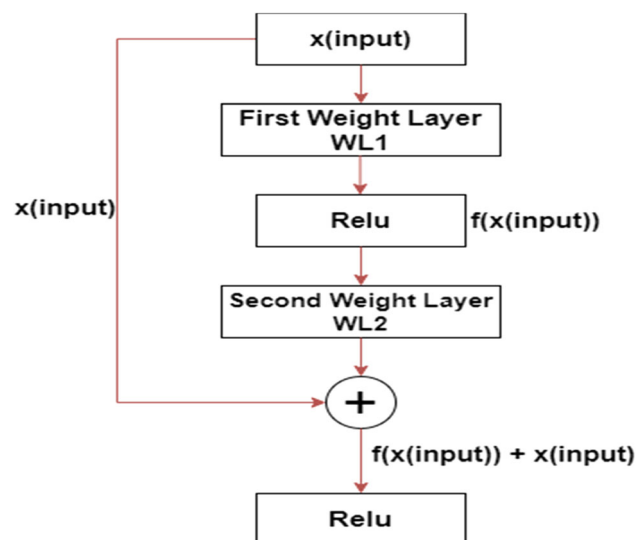 x(input)
First Weight Layer
WL1
x(input)
Relu
f(x(input))
Second Weight Layer
WL2
+
f(x(input)) + x(input)
Relu